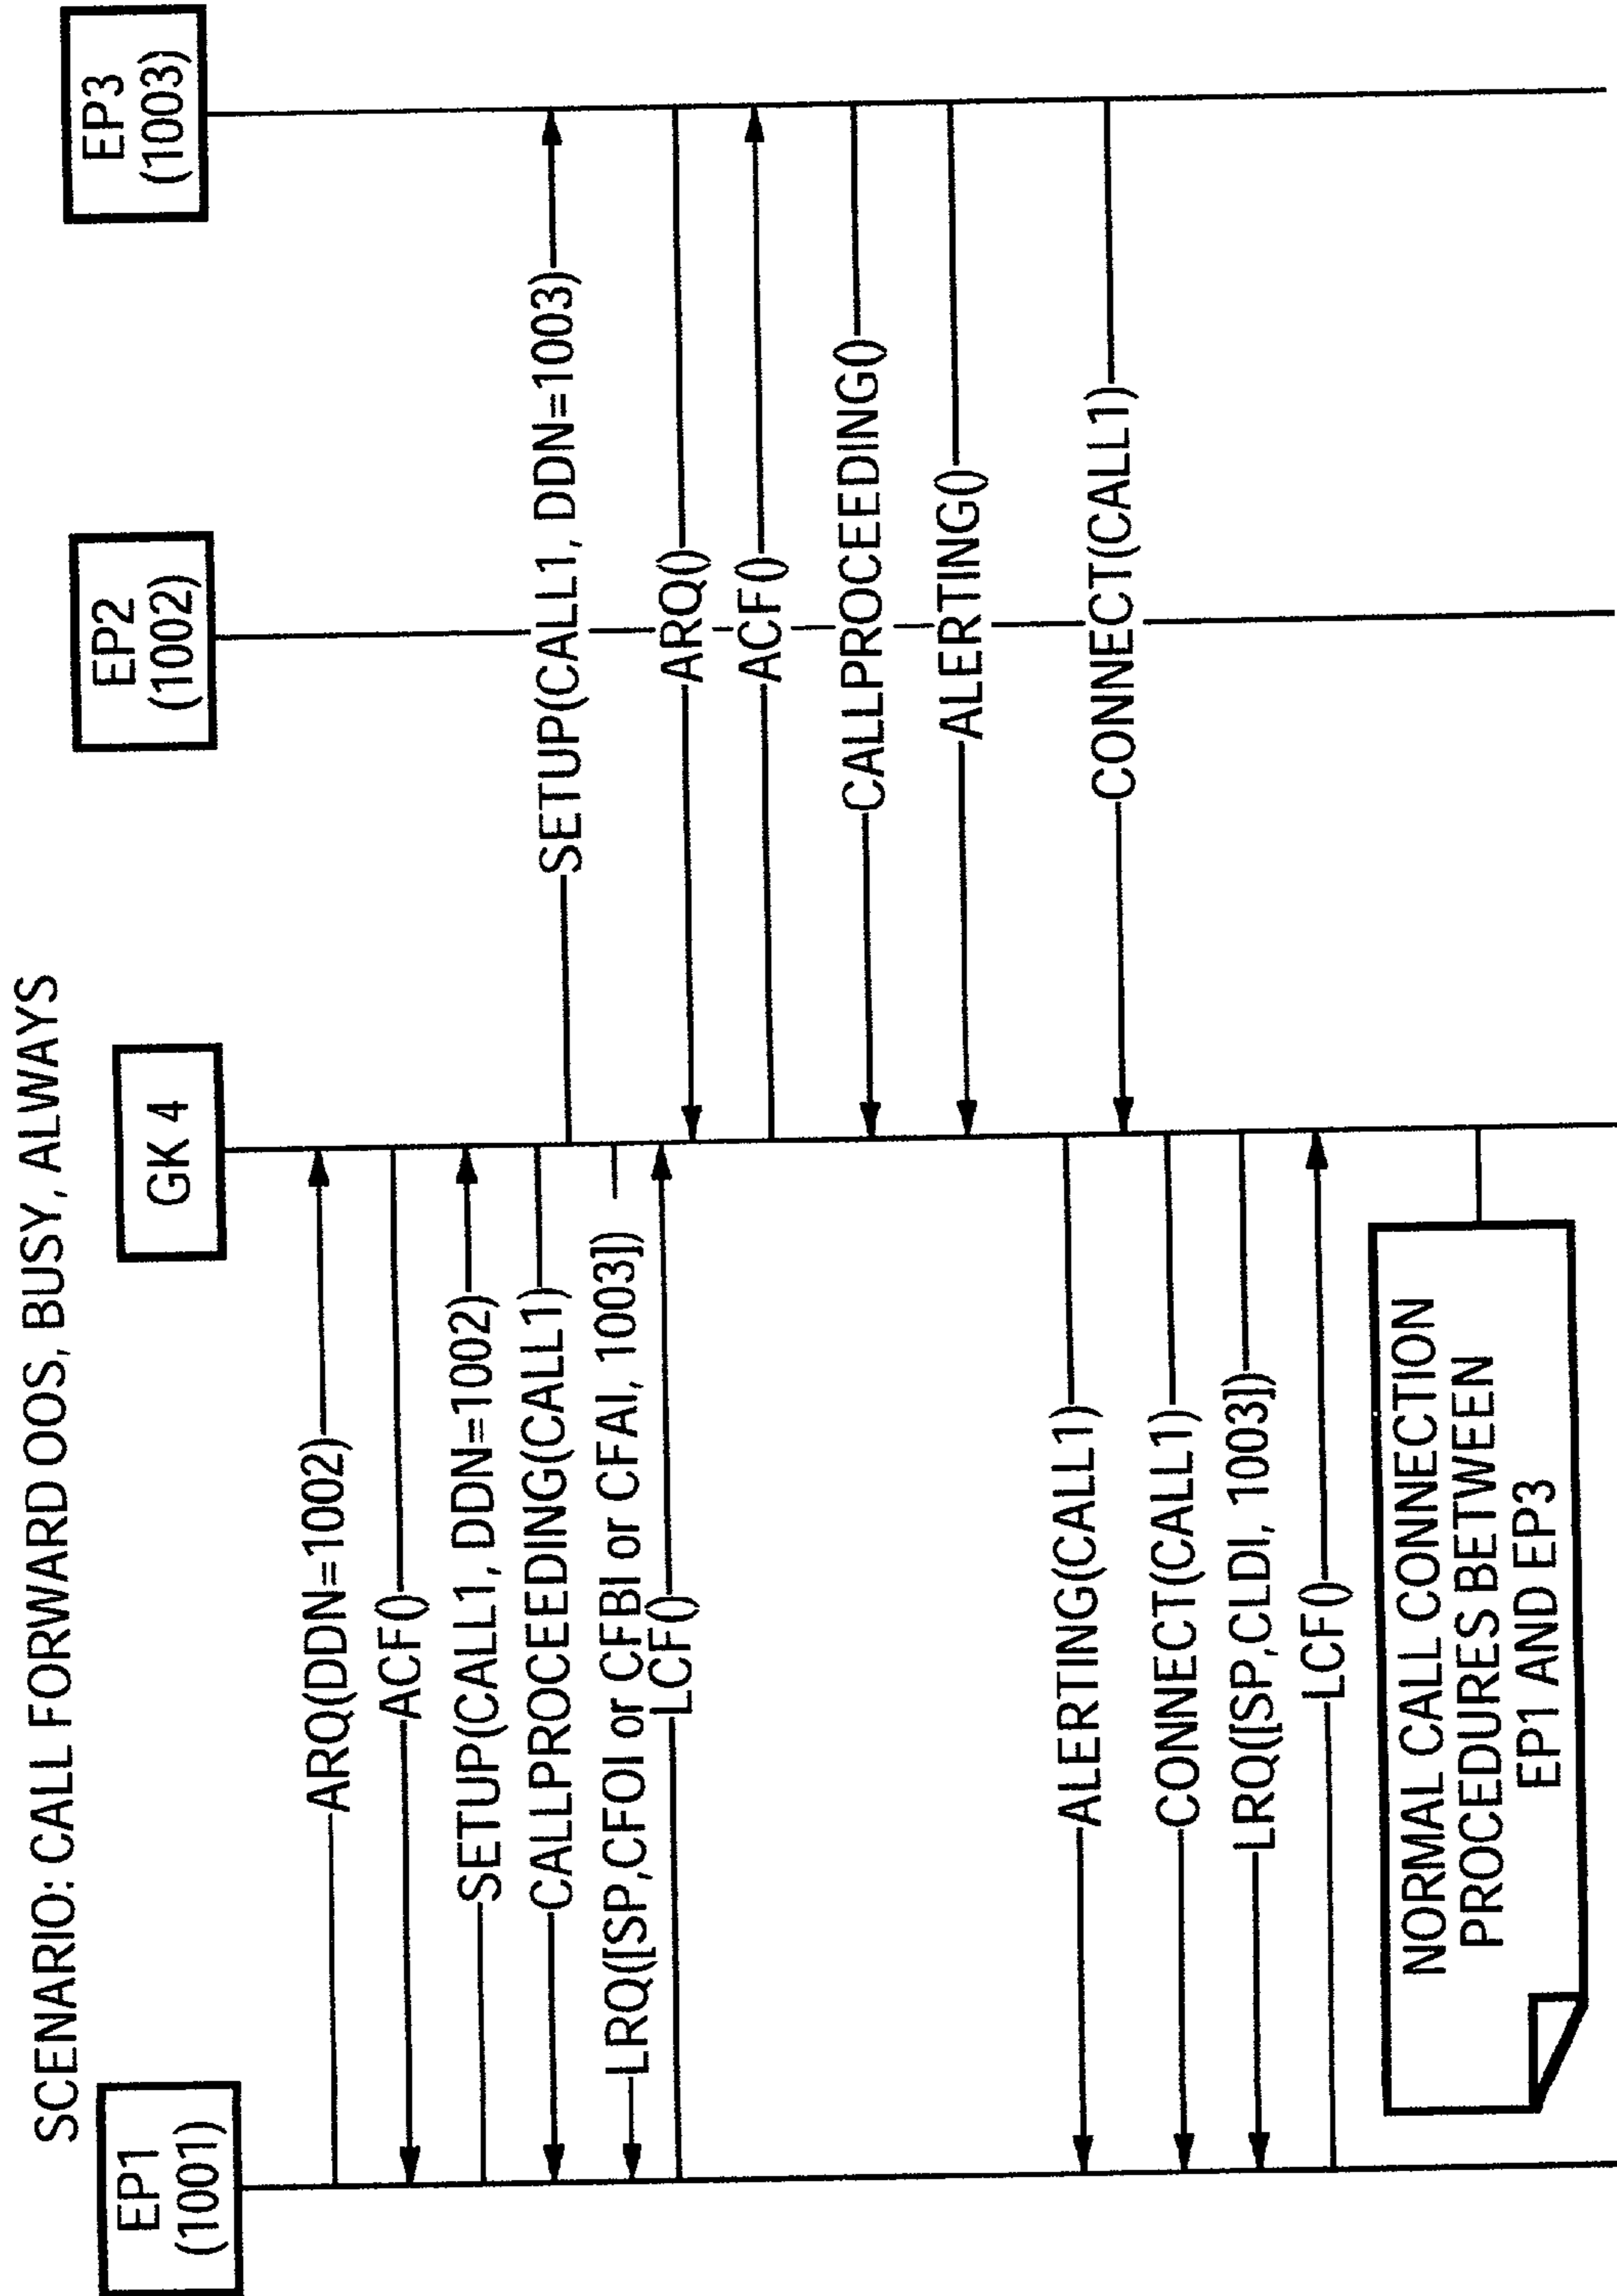 SCENARIO: CALL FORWARD OOS, BUSY, ALWAYS
EP1
(1001)
GK 4
EP2
(1002)
EP3
(1003)
ARQ(DDN=1002)
ACF()
SETUP(CALL1, DDN=1002)
CALLPROCEEDING(CALL1)
SETUP(CALL1, DDN=1003)
LRQ([SP,CFOI or CFBI or CFAI, 1003])
LCF()
ARQ()
ACF()
CALLPROCEEDING()
ALERTING()
ALERTING(CALL1)
CONNECT(CALL1)
CONNECT(CALL1)
LRQ([SP,CLDI, 1003])
LCF()
NORMAL CALL CONNECTION
PROCEDURES BETWEEN
EP1 AND EP3